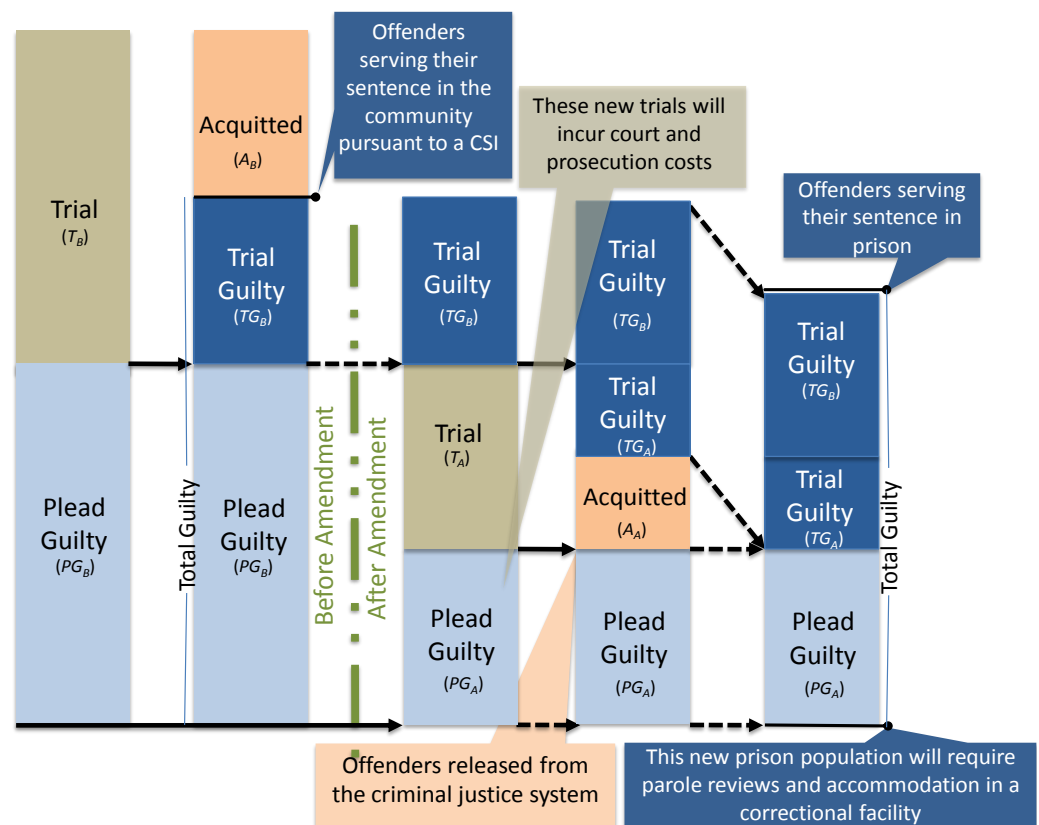 Offenders
serving their
sentence in the
community
pursuant to a CSI
These new trials will
incur court and
prosecution costs
Offenders serving
their sentence in
prison
Trial
(T_B)
Plead
Guilty
(PG_B)
Total Guilty
Acquitted
(A_B)
Trial
Guilty
(TG_B)
Plead
Guilty
(PG_B)
Before Amendment
After Amendment
Trial
Guilty
(TG_B)
Trial
(T_A)
Plead
Guilty
(PG_A)
Trial
Guilty
(TG_B)
Trial
Guilty
(TG_A)
Acquitted
(A_A)
Plead
Guilty
(PG_A)
Trial
Guilty
(TG_B)
Trial
Guilty
(TG_A)
Plead
Guilty
(PG_A)
Total Guilty
Offenders released from
the criminal justice system
This new prison population will require
parole reviews and accommodation in a
correctional facility